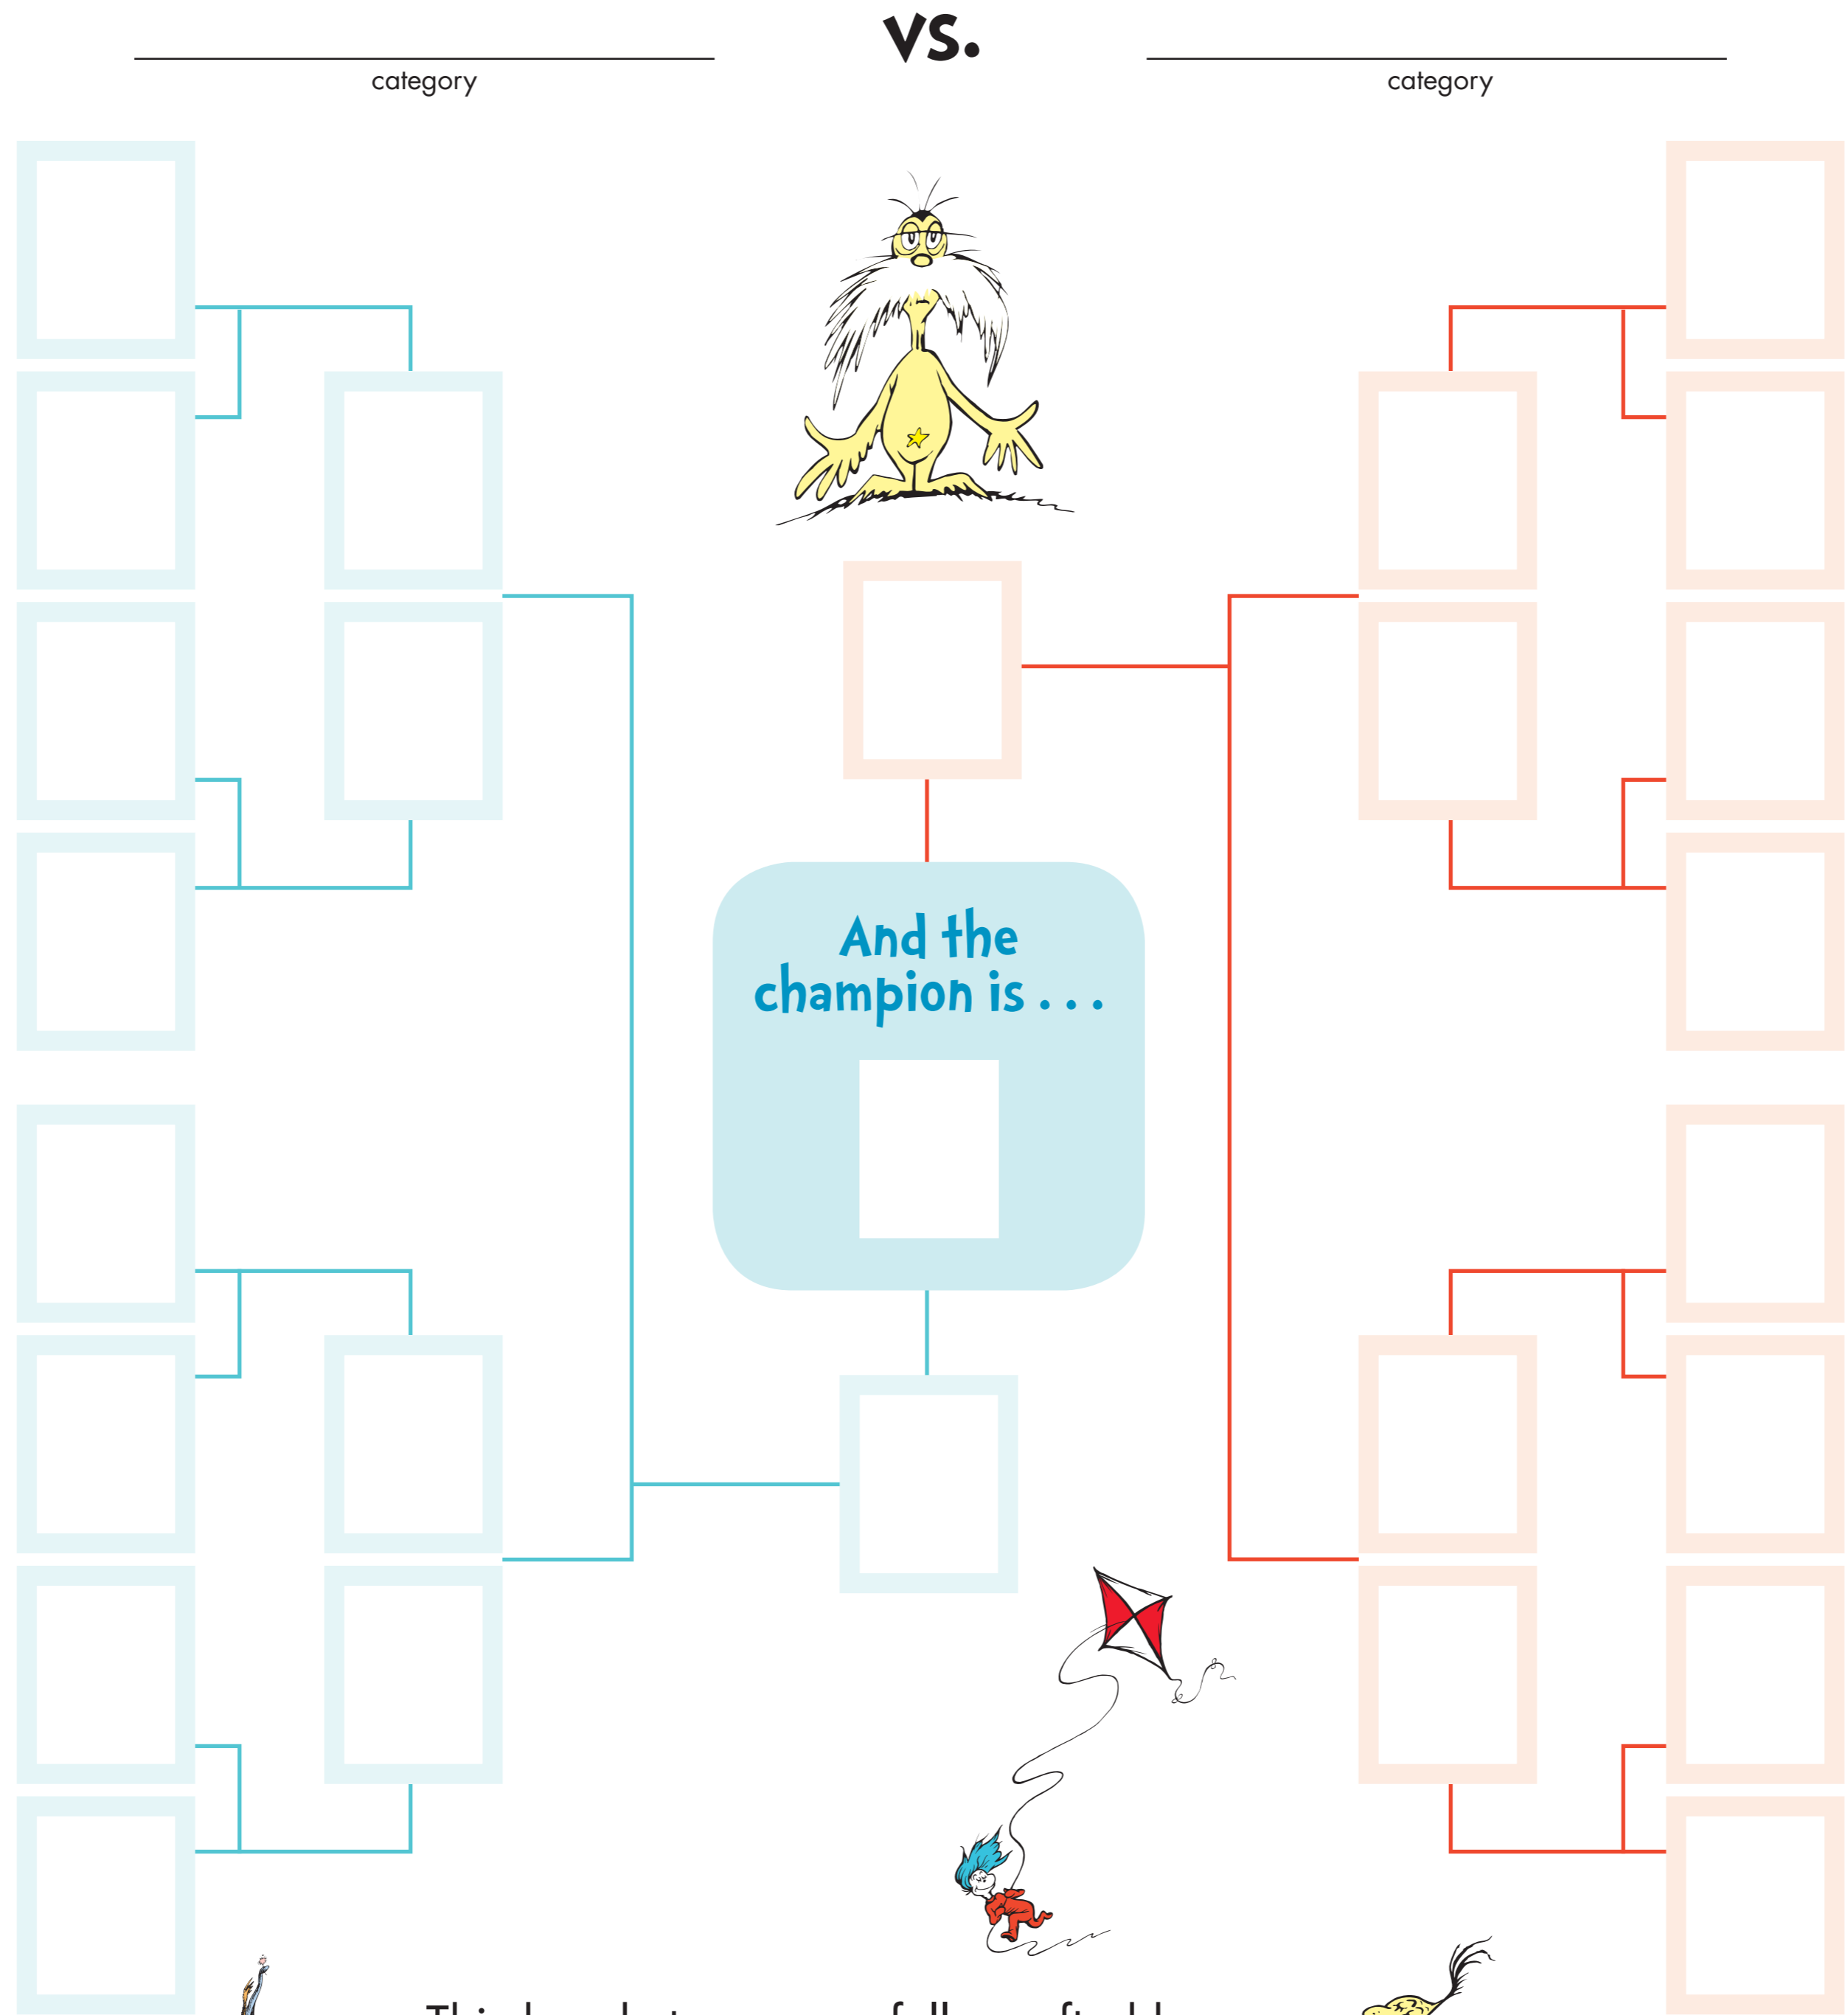 vs.
category
category
And the
champion is . . .